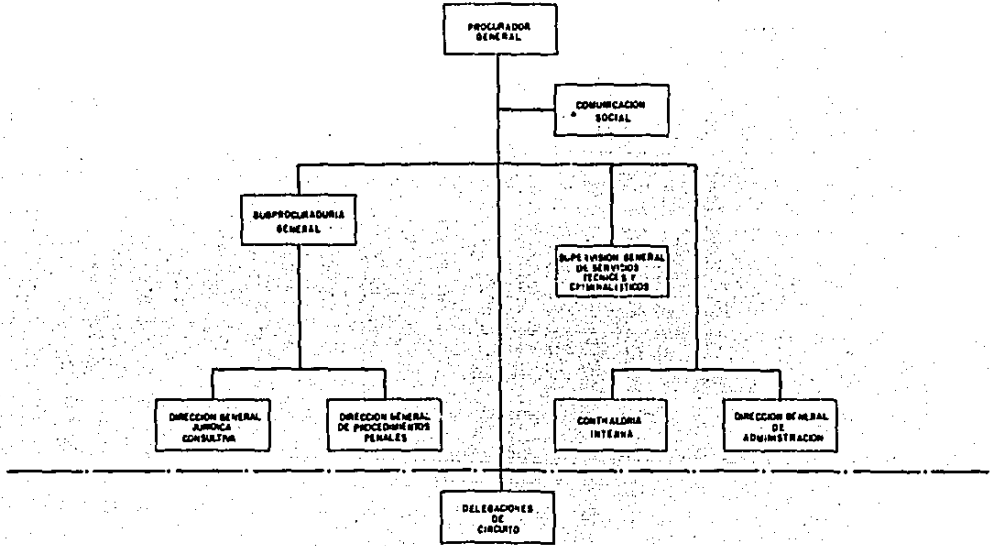 PROCURADOR
GENERAL
COMUNICACION
SOCIAL
SUBPROCURADURIA
GENERAL
SUPERVISION GENERAL
DE SERVICIOS
TECNICOS Y
CRIMINALISTICOS
DIRECCION GENERAL
JURIDICA
CONSULTIVA
DIRECCION GENERAL
DE PROCEDIMIENTOS
PENALES
CONTRALORIA
INTERNA
DIRECCION GENERAL
DE
ADMINISTRACION
DELEGACIONES
DE
CIRCUITO